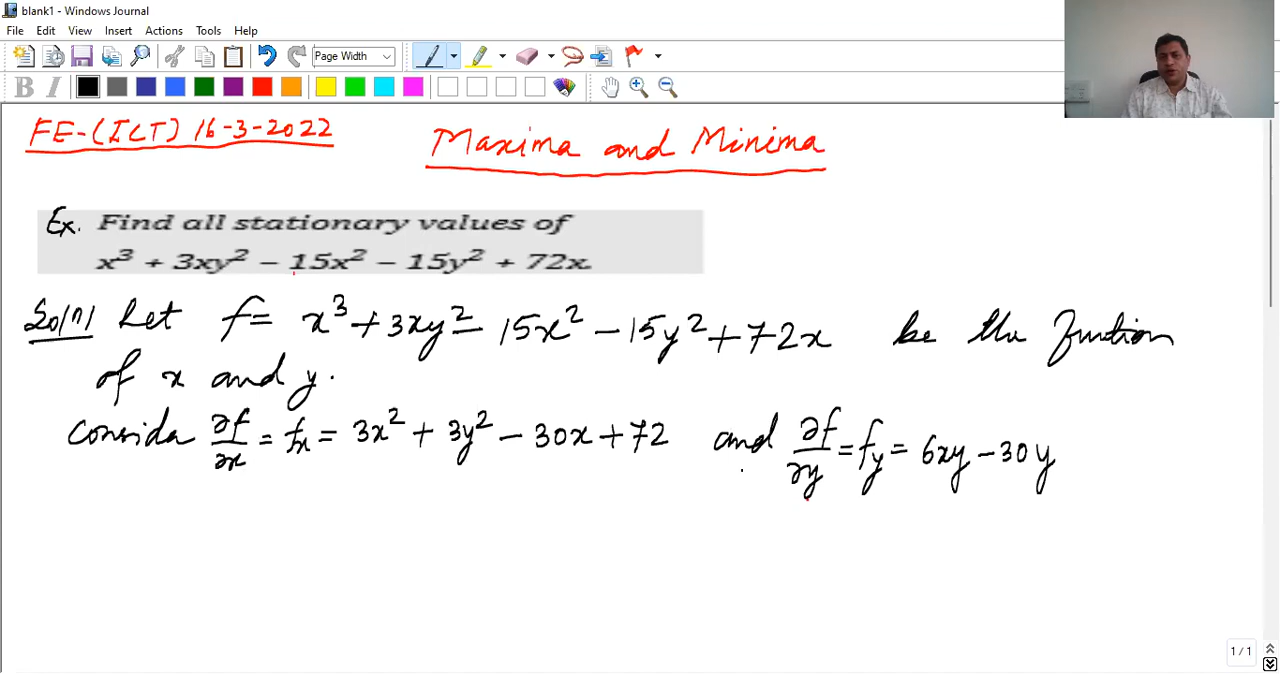 blank1 - Windows Journal
File Edit View Insert Actions Tools Help
Page Width
B I
FE-(ILT) 16-3-2022
Maxima and Minima
Ex. Find all stationary values of
x³ + 3xy² − 15x² − 15y² + 72x.
Sol(n) Let f = x³ + 3xy² − 15x² − 15y² + 72x be the function
of x and y.
Consider ∂f/∂x = fx = 3x² + 3y² − 30x + 72 and ∂f/∂y = fy = 6xy − 30y
1 / 1